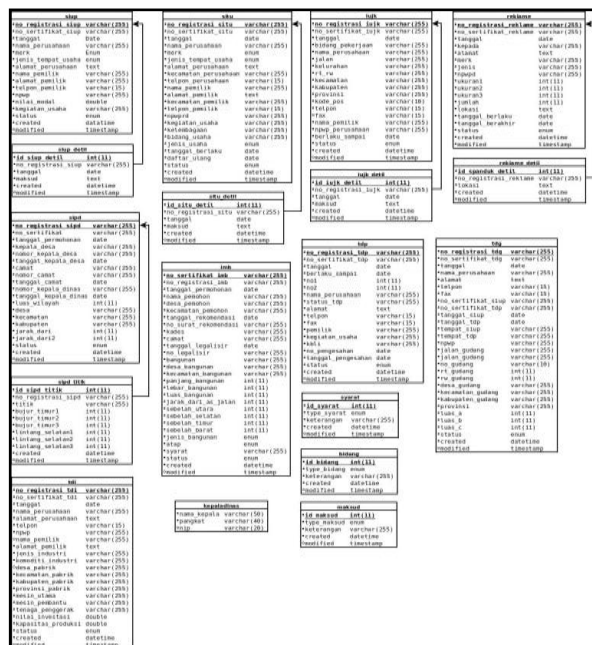 siup
*no_registrasi_siup varchar(255)
*no_sertifikat_siup varchar(255)
*tanggal Date
*nama_perusahaan varchar(255)
*merk Enum
*jenis_tempat_usaha enum
*alamat_perusahaan text
*nama_pemilik varchar(255)
*alamat_pemilik varchar(255)
*telpon_pemilik varchar(15)
*npwp varchar(255)
*nilai_modal double
*kegiatan_usaha varchar(255)
*status enum
*created datetime
*modified timestamp
siup_detil
*id_siup_detil int(11)
*no_registrasi_siup varchar(255)
*tanggal date
*maksud text
*created datetime
*modified timestamp
sipd
*no_registrasi_sipd varchar(255)
*no_sertifikat varchar(255)
*tanggal_permohonan date
*kepala_desa varchar(255)
*nomor_kepala_desa varchar(255)
*tanggal_kepala_desa date
*camat varchar(255)
*nomor_camat varchar(255)
*tanggal_camat date
*nomor_kepala_dinas varchar(255)
*tanggal_kepala_dinas date
*luas_wilayah int(11)
*desa varchar(255)
*kecamatan varchar(255)
*kabupaten varchar(255)
*jarak_dari int(11)
*jarak_dari2 int(11)
*status enum
*created datetime
*modified timestamp
sipd_titik
*id_sipd_titik int(11)
*no_registrasi_sipd varchar(255)
*titik varchar(255)
*bujur_timur1 int(11)
*bujur_timur2 int(11)
*bujur_timur3 int(11)
*lintang_selatan1 int(11)
*lintang_selatan2 int(11)
*lintang_selatan3 int(11)
*created datetime
*modified timestamp
tdi
*no_registrasi_tdi varchar(255)
*no_sertifikat_tdi varchar(255)
*tanggal date
*nama_perusahaan varchar(255)
*alamat_perusahaan text
*telpon varchar(15)
*npwp varchar(255)
*nama_pemilik varchar(255)
*alamat_pemilik text
*jenis_industri varchar(255)
*komoditi_industri varchar(255)
*desa_pabrik varchar(255)
*kecamatan_pabrik varchar(255)
*kabupaten_pabrik varchar(255)
*provinsi_pabrik varchar(255)
*mesin_utama varchar(255)
*mesin_pembantu varchar(255)
*tenaga_penggerak varchar(255)
*nilai_investasi double
*kapasitas_produksi double
*status enum
*created datetime
*modified timestamp
situ
*no_registrasi_situ varchar(255)
*no_sertifikat_situ varchar(255)
*tanggal date
*nama_perusahaan varchar(255)
*merk enum
*jenis_tempat_usaha enum
*alamat_perusahaan text
*kecamatan_perusahaan varchar(255)
*telpon_perusahaan varchar(15)
*nama_pemilik varchar(255)
*alamat_pemilik text
*kecamatan_pemilik varchar(255)
*telpon_pemilik varchar(15)
*npwprd varchar(255)
*kegiatan_usaha varchar(255)
*kelembagaan varchar(255)
*bidang_usaha varchar(255)
*jenis_usaha enum
*tanggal_berlaku date
*daftar_ulang date
*status enum
*created datetime
*modified timestamp
situ_detil
*id_situ_detil int(11)
*no_registrasi_situ varchar(255)
*tanggal date
*maksud text
*created datetime
*modified timestamp
imb
*no_sertifikat_imb varchar(255)
*no_registrasi_imb varchar(255)
*tanggal_permohonan date
*nama_pemohon varchar(255)
*desa_pemohon varchar(255)
*kecamatan_pemohon varchar(255)
*tanggal_rekomendasi date
*no_surat_rekomendasi varchar(255)
*kades varchar(255)
*camat varchar(255)
*tanggal_legalisir date
*no_legalisir varchar(255)
*bangunan varchar(255)
*desa_bangunan varchar(255)
*kecamatan_bangunan varchar(255)
*panjang_bangunan int(11)
*lebar_bangunan int(11)
*luas_bangunan int(11)
*jarak_dari_as_jalan int(11)
*sebelah_utara int(11)
*sebelah_selatan int(11)
*sebelah_timur int(11)
*sebelah_barat int(11)
*jenis_bangunan enum
*atap enum
*syarat varchar(255)
*status enum
*created datetime
*modified timestamp
kepaladinas
*nama_kepala varchar(50)
*pangkat varchar(40)
*nip varchar(20)
iujk
*no_registrasi_iujk varchar(255)
*no_sertifikat_iujk varchar(255)
*tanggal date
*bidang_pekerjaan varchar(255)
*nama_perusahaan varchar(255)
*jalan varchar(255)
*kelurahan varchar(255)
*rt_rw varchar(255)
*kecamatan varchar(255)
*kabupaten varchar(255)
*provinsi varchar(255)
*kode_pos varchar(10)
*telpon varchar(15)
*fax varchar(15)
*nama_pemilik varchar(255)
*npwp_perusahaan varchar(255)
*berlaku_sampai date
*status enum
*created datetime
*modified timestamp
iujk_detil
*id_iujk_detil int(11)
*no_registrasi_iujk varchar(255)
*tanggal date
*maksud text
*created datetime
*modified timestamp
tdp
*no_registrasi_tdp varchar(255)
*no_sertifikat_tdp varchar(255)
*tanggal date
*berlaku_sampai date
*no1 int(11)
*no2 int(11)
*nama_perusahaan varchar(255)
*status_tdp varchar(255)
*alamat text
*telpon varchar(15)
*fax varchar(15)
*pemilik varchar(255)
*kegiatan_usaha varchar(255)
*kbli varchar(255)
*no_pengesahan date
*tanggal_pengesahan date
*status enum
*created datetime
*modified timestamp
syarat
*id_syarat int(11)
*type_syarat enum
*keterangan varchar(255)
*created datetime
*modified timestamp
bidang
*id_bidang int(11)
*type_bidang enum
*keterangan varchar(255)
*created datetime
*modified timestamp
maksud
*id_maksud int(11)
*type_maksud enum
*keterangan varchar(255)
*created datetime
*modified timestamp
reklame
*no_registrasi_reklame varchar(255)
*no_sertifikat_reklame varchar(255)
*tanggal date
*kepada varchar(255)
*alamat text
*merk varchar(255)
*jenis varchar(255)
*npwpd varchar(255)
*ukuran1 int(11)
*ukuran2 int(11)
*ukuran3 int(11)
*jumlah int(11)
*lokasi text
*tanggal_berlaku date
*tanggal_berakhir date
*status enum
*created datetime
*modified timestamp
reklame_detil
*id_spanduk_detil int(11)
*no_registrasi_reklame varchar(255)
*lokasi text
*created datetime
*modified timestamp
tdg
*no_registrasi_tdg varchar(255)
*no_sertifikat_tdg varchar(255)
*tanggal date
*nama_perusahaan varchar(255)
*alamat text
*telpon varchar(15)
*fax varchar(15)
*no_sertifikat_siup varchar(255)
*no_sertifikat_tdp varchar(255)
*tanggal_siup date
*tanggal_tdp date
*tempat_siup varchar(255)
*tempat_tdp varchar(255)
*npwp varchar(255)
*jalan_gudang varchar(255)
*jalan_gudang varchar(255)
*no_gudang varchar(10)
*rt_gudang int(11)
*rw_gudang int(11)
*desa_gudang varchar(255)
*kecamatan_gudang varchar(255)
*kabupaten_gudang varchar(255)
*provinsi varchar(255)
*luas_a int(11)
*luas_b int(11)
*luas_c int(11)
*status enum
*created datetime
*modified timestamp